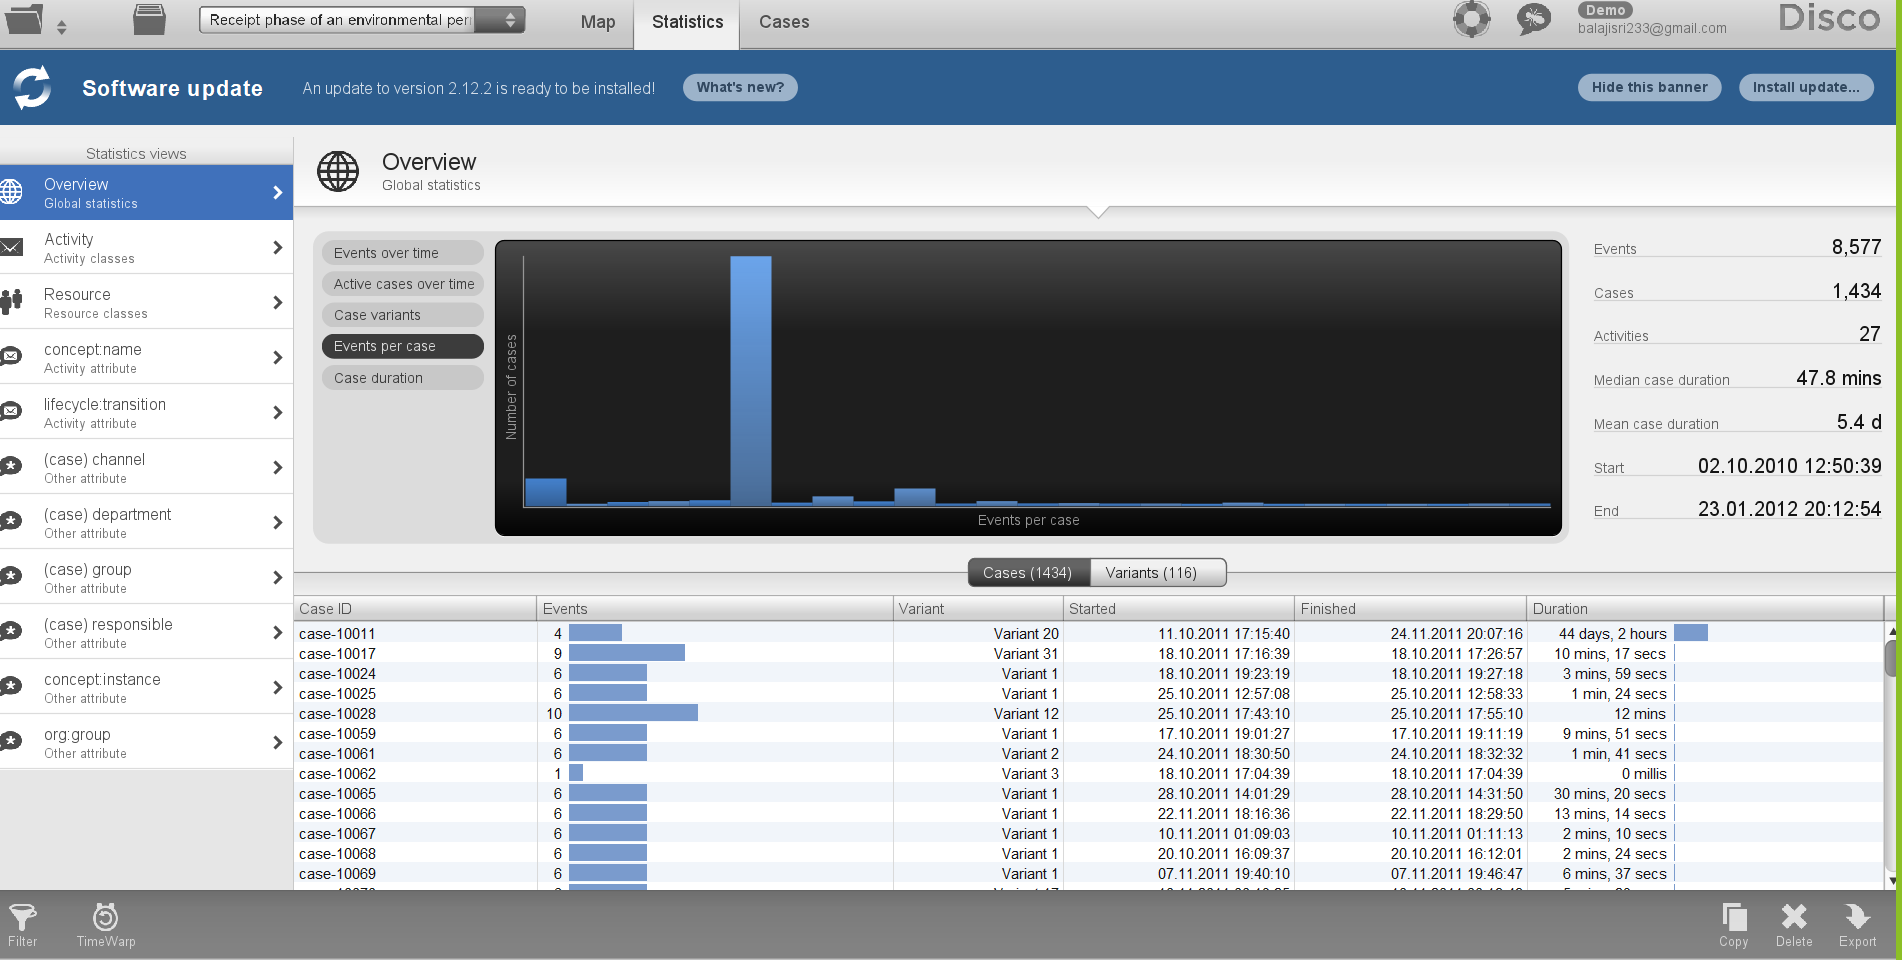 Receipt phase of an environmental per
Map
Statistics
Cases
Demo
balajisri233@gmail.com
Disco
Software update
An update to version 2.12.2 is ready to be installed!
What's new?
Hide this banner
Install update...
Statistics views
Overview
Global statistics
Activity
Activity classes
Resource
Resource classes
concept:name
Activity attribute
lifecycle:transition
Activity attribute
(case) channel
Other attribute
(case) department
Other attribute
(case) group
Other attribute
(case) responsible
Other attribute
concept:instance
Other attribute
org:group
Other attribute
Overview
Global statistics
Events over time
Active cases over time
Case variants
Events per case
Case duration
Number of cases
Events per case
Events 8,577
Cases 1,434
Activities 27
Median case duration 47.8 mins
Mean case duration 5.4 d
Start 02.10.2010 12:50:39
End 23.01.2012 20:12:54
Cases (1434) Variants (116)
Case ID Events Variant Started Finished Duration
case-10011 4 Variant 20 11.10.2011 17:15:40 24.11.2011 20:07:16 44 days, 2 hours
case-10017 9 Variant 31 18.10.2011 17:16:39 18.10.2011 17:26:57 10 mins, 17 secs
case-10024 6 Variant 1 18.10.2011 19:23:19 18.10.2011 19:27:18 3 mins, 59 secs
case-10025 6 Variant 1 25.10.2011 12:57:08 25.10.2011 12:58:33 1 min, 24 secs
case-10028 10 Variant 12 25.10.2011 17:43:10 25.10.2011 17:55:10 12 mins
case-10059 6 Variant 1 17.10.2011 19:01:27 17.10.2011 19:11:19 9 mins, 51 secs
case-10061 6 Variant 2 24.10.2011 18:30:50 24.10.2011 18:32:32 1 min, 41 secs
case-10062 1 Variant 3 18.10.2011 17:04:39 18.10.2011 17:04:39 0 millis
case-10065 6 Variant 1 28.10.2011 14:01:29 28.10.2011 14:31:50 30 mins, 20 secs
case-10066 6 Variant 1 22.11.2011 18:16:36 22.11.2011 18:29:50 13 mins, 14 secs
case-10067 6 Variant 1 10.11.2011 01:09:03 10.11.2011 01:11:13 2 mins, 10 secs
case-10068 6 Variant 1 20.10.2011 16:09:37 20.10.2011 16:12:01 2 mins, 24 secs
case-10069 6 Variant 1 07.11.2011 19:40:10 07.11.2011 19:46:47 6 mins, 37 secs
Filter
TimeWarp
Copy
Delete
Export